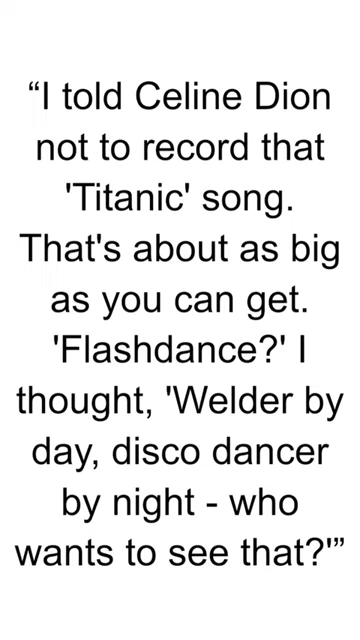 “I told Celine Dion
not to record that
'Titanic' song.
That's about as big
as you can get.
'Flashdance?' I
thought, 'Welder by
day, disco dancer
by night - who
wants to see that?'”